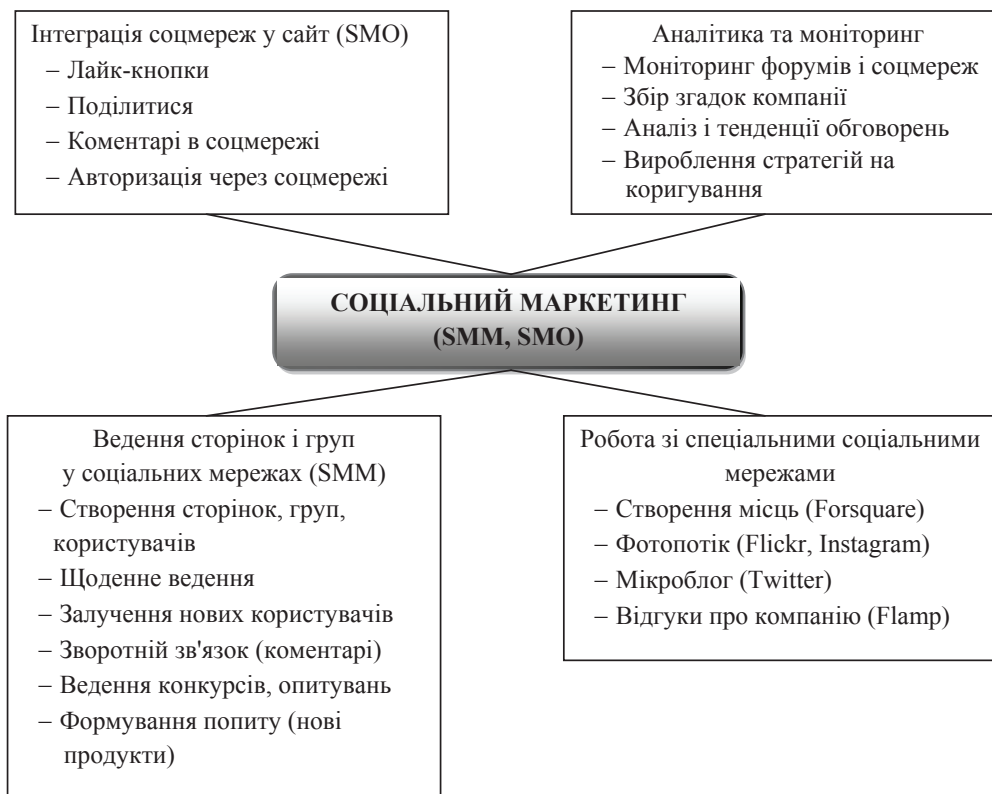 Інтеграція соцмереж у сайт (SMO)
– Лайк-кнопки
– Поділитися
– Коментарі в соцмережі
– Авторизація через соцмережі
Аналітика та моніторинг
– Моніторинг форумів і соцмереж
– Збір згадок компанії
– Аналіз і тенденції обговорень
– Вироблення стратегій на
коригування
СОЦІАЛЬНИЙ МАРКЕТИНГ
(SMM, SMO)
Ведення сторінок і груп
у соціальних мережах (SMM)
– Створення сторінок, груп,
користувачів
– Щоденне ведення
– Залучення нових користувачів
– Зворотній зв'язок (коментарі)
– Ведення конкурсів, опитувань
– Формування попиту (нові
продукти)
Робота зі спеціальними соціальними
мережами
– Створення місць (Forsquare)
– Фотопотік (Flickr, Instagram)
– Мікроблог (Twitter)
– Відгуки про компанію (Flamp)